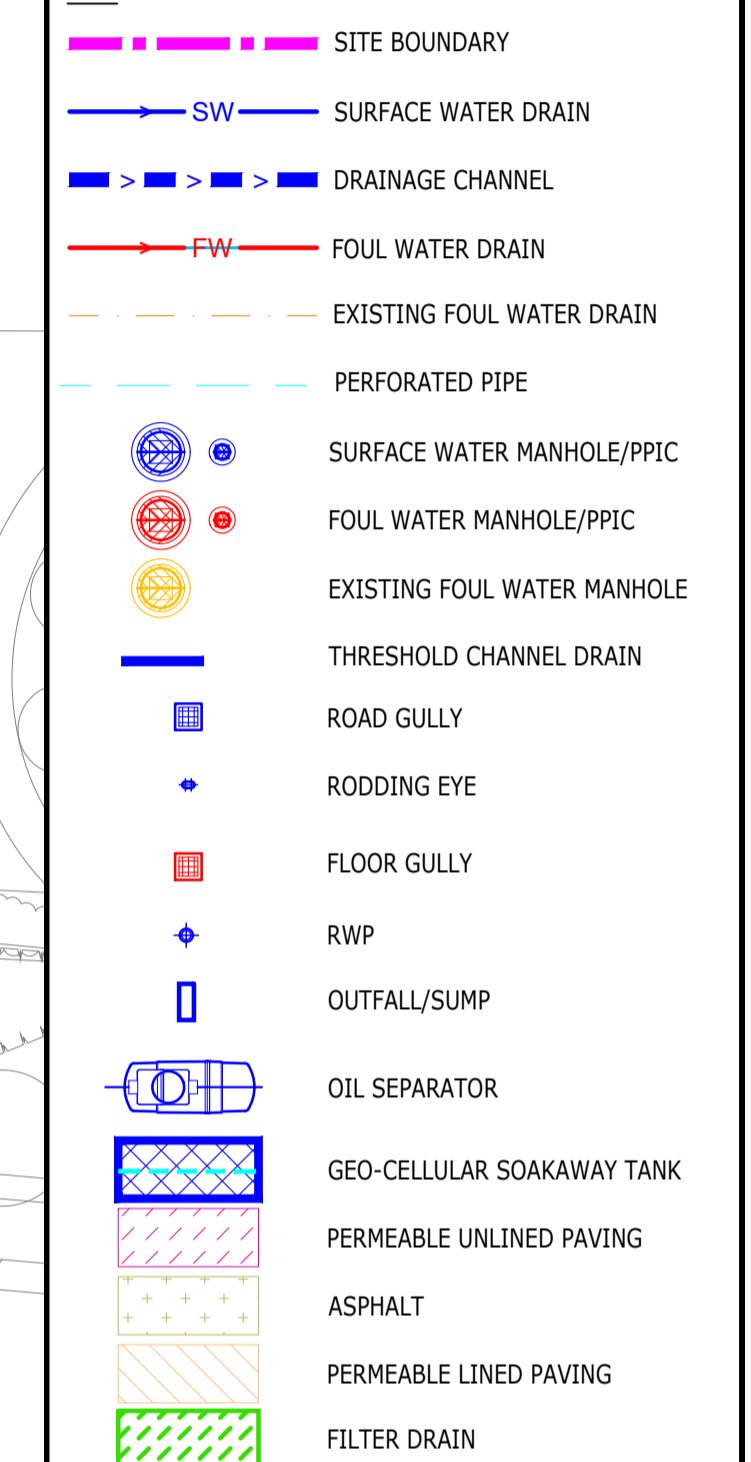 SITE BOUNDARY
SW SURFACE WATER DRAIN
> > > DRAINAGE CHANNEL
FW FOUL WATER DRAIN
EXISTING FOUL WATER DRAIN
PERFORATED PIPE
SURFACE WATER MANHOLE/PPIC
FOUL WATER MANHOLE/PPIC
EXISTING FOUL WATER MANHOLE
THRESHOLD CHANNEL DRAIN
ROAD GULLY
RODDING EYE
FLOOR GULLY
RWP
OUTFALL/SUMP
OIL SEPARATOR
GEO-CELLULAR SOAKAWAY TANK
PERMEABLE UNLINED PAVING
ASPHALT
PERMEABLE LINED PAVING
FILTER DRAIN